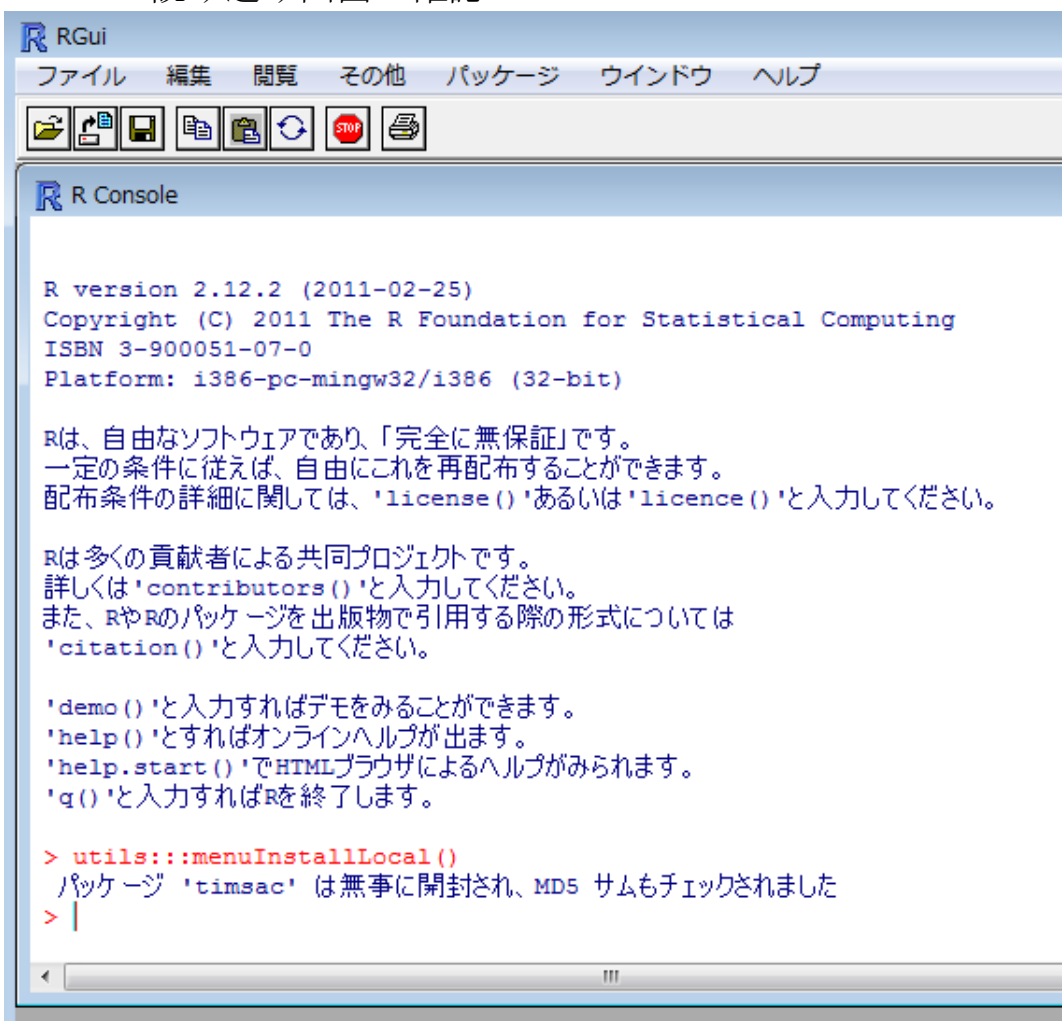 RGui
ファイル 編集 閲覧 その他 パッケージ ウインドウ ヘルプ
STOP
R Console
R version 2.12.2 (2011-02-25)
Copyright (C) 2011 The R Foundation for Statistical Computing
ISBN 3-900051-07-0
Platform: i386-pc-mingw32/i386 (32-bit)
Rは、自由なソフトウェアであり、「完全に無保証」です。
一定の条件に従えば、自由にこれを再配布することができます。
配布条件の詳細に関しては、'license()'あるいは'licence()'と入力してください。
Rは多くの貢献者による共同プロジェクトです。
詳しくは'contributors()'と入力してください。
また、RやRのパッケージを出版物で引用する際の形式については
'citation()'と入力してください。
'demo()'と入力すればデモをみることができます。
'help()'とすればオンラインヘルプが出ます。
'help.start()'でHTMLブラウザによるヘルプがみられます。
'q()'と入力すればRを終了します。
> utils:::menuInstallLocal()
パッケージ 'timsac' は無事に開封され、MD5 サムもチェックされました
>